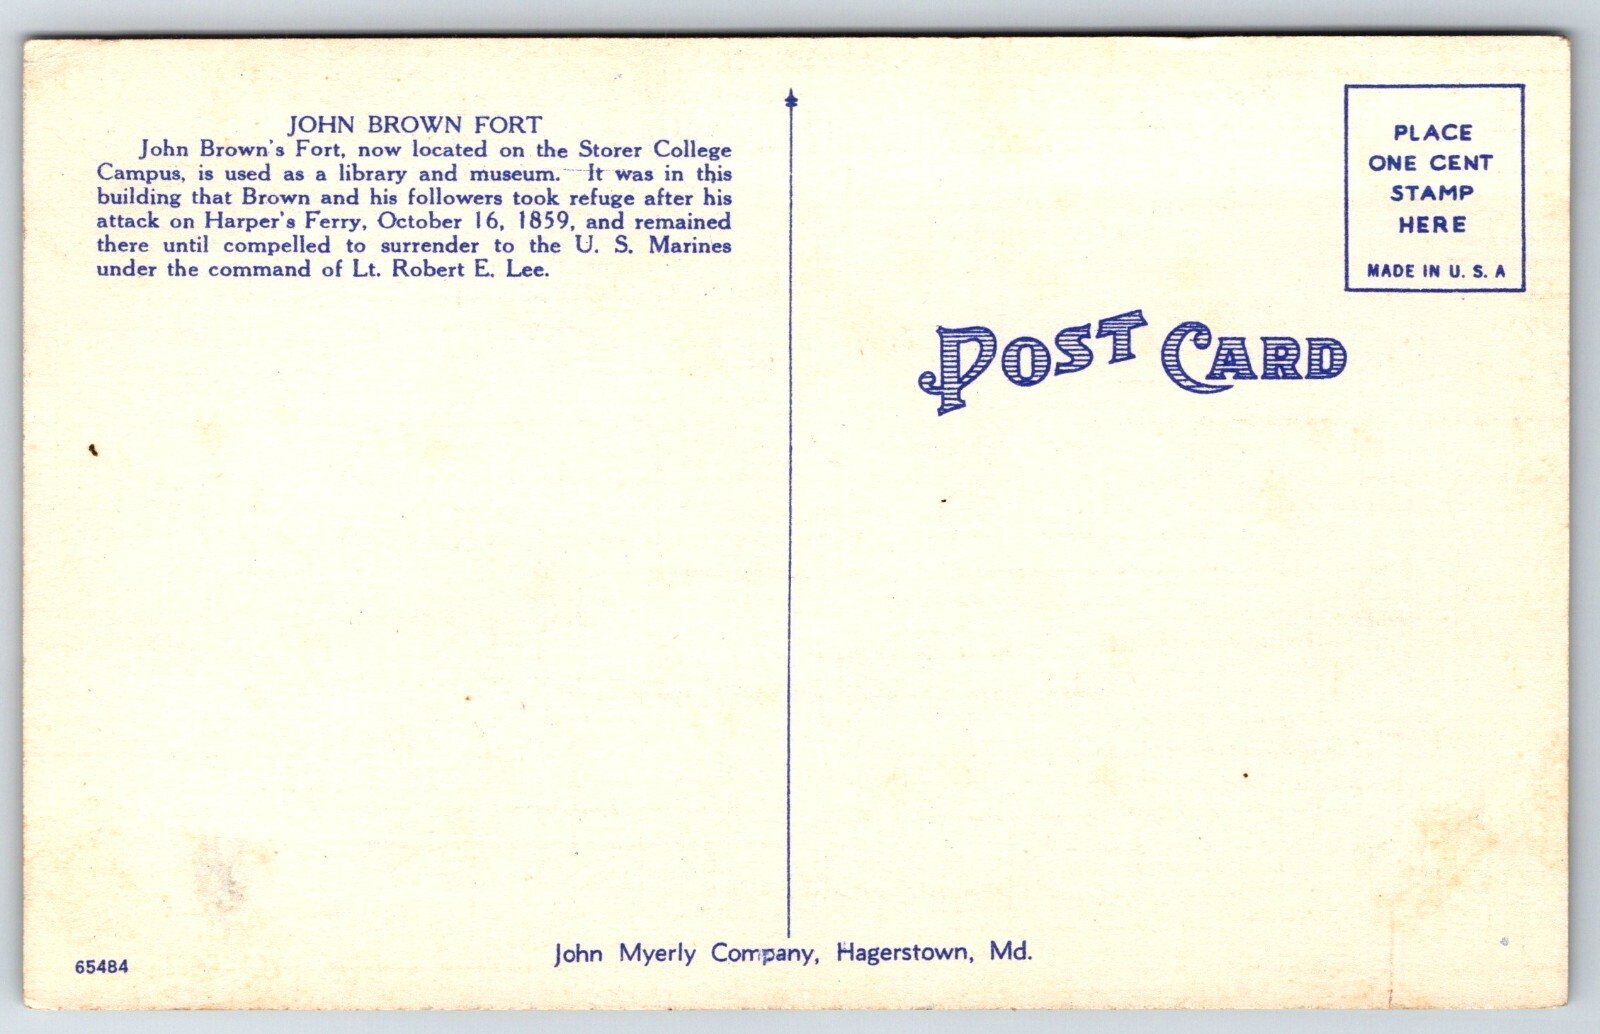 JOHN BROWN FORT
John Brown's Fort, now located on the Storer College
Campus, is used as a library and museum. It was in this
building that Brown and his followers took refuge after his
attack on Harper's Ferry, October 16, 1859, and remained
there until compelled to surrender to the U. S. Marines
under the command of Lt. Robert E. Lee.
PLACE
ONE CENT
STAMP
HERE
MADE IN U. S. A
POST CARD
John Myerly Company, Hagerstown, Md.
65484